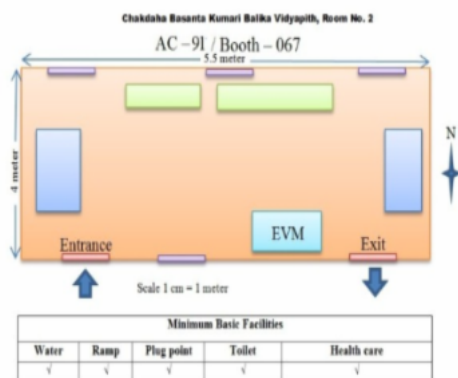 Chakdaha Basanta Kumari Balika Vidyapith, Room No. 2
AC – 91 / Booth – 067
5.5 meter
4 meter
N
EVM
Entrance
Exit
Scale 1 cm = 1 meter
Minimum Basic Facilities
Water Ramp Plug point Toilet Health care
√ √ √ √ √